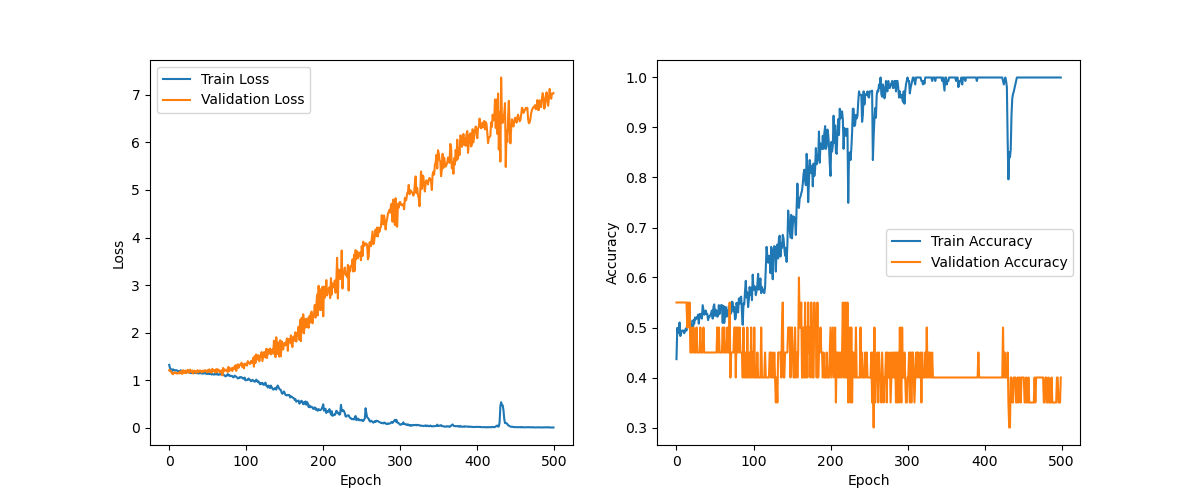 Train Loss
Validation Loss
7
6
5
4
3
2
1
0
Loss
0 100 200 300 400 500
Epoch
1.0
0.9
0.8
0.7
0.6
0.5
0.4
0.3
Accuracy
Train Accuracy
Validation Accuracy
0 100 200 300 400 500
Epoch